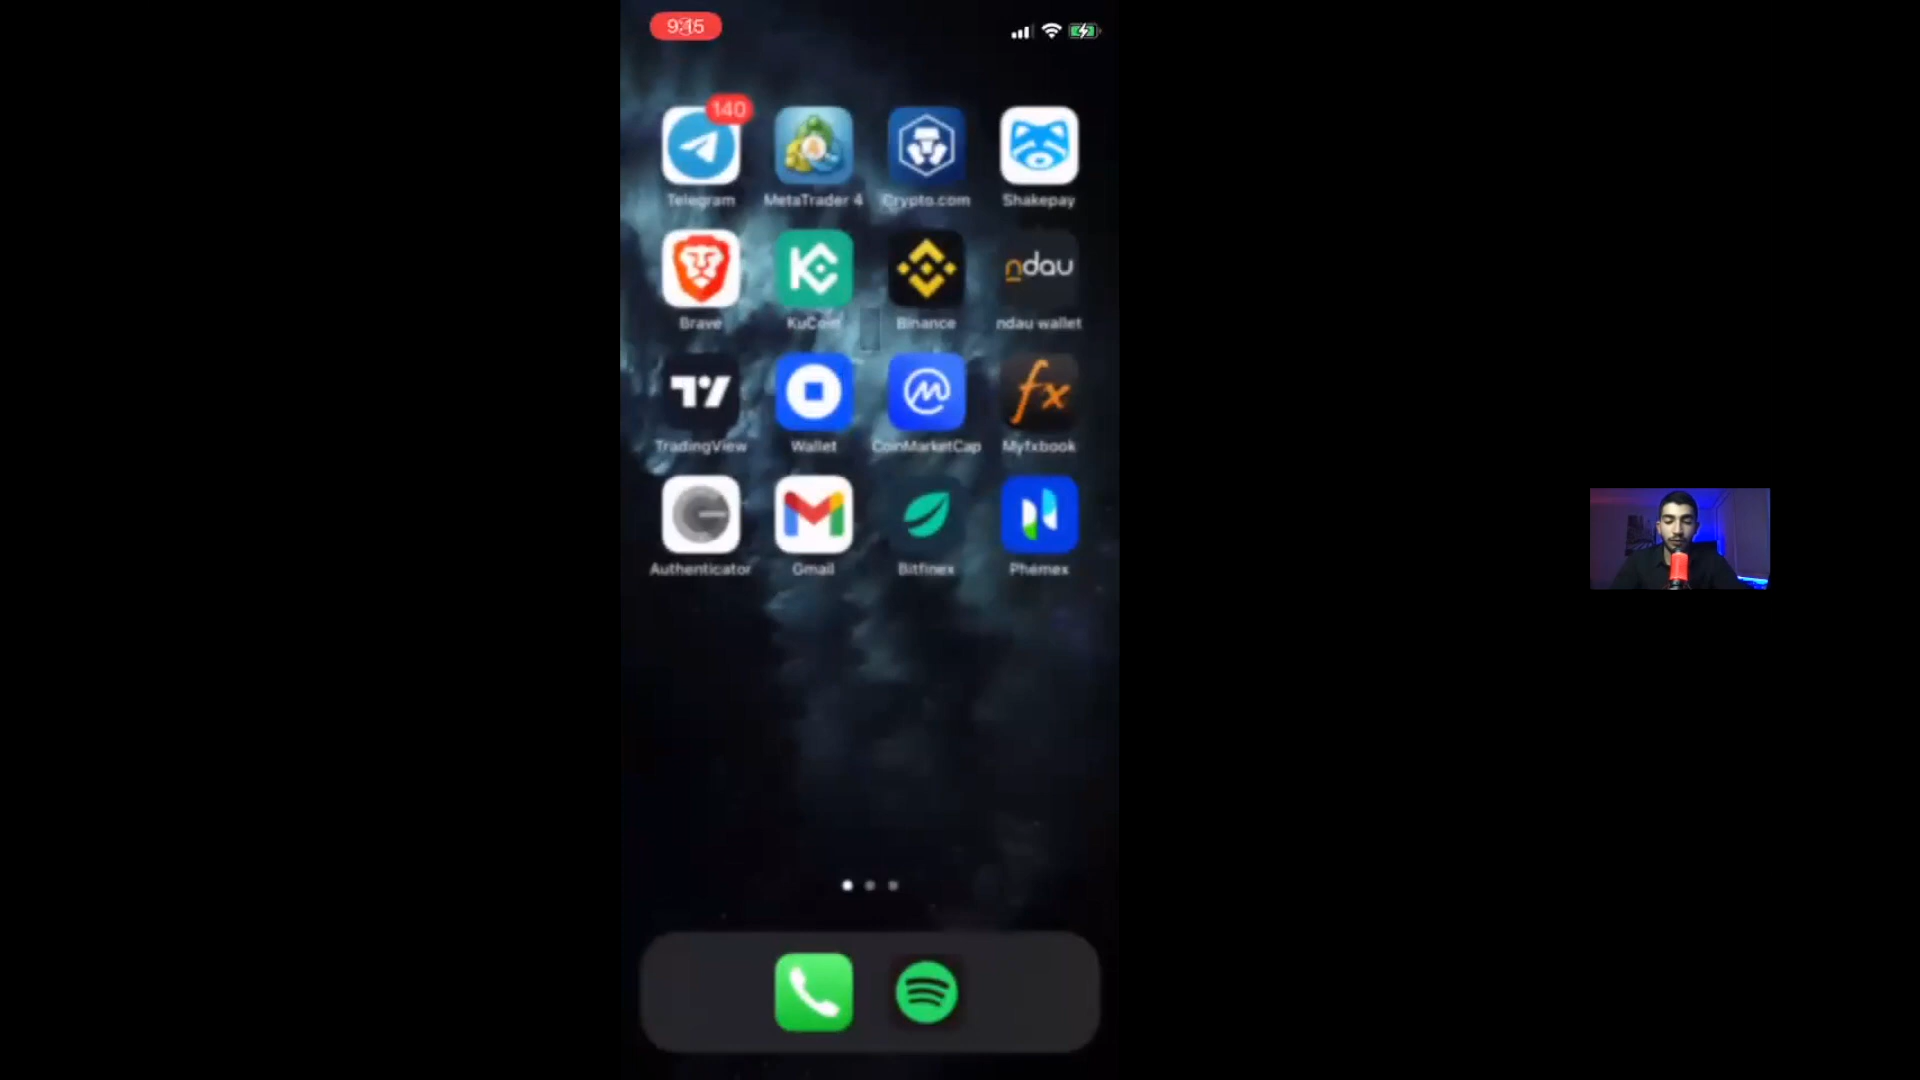 9:15
140
Telegram MetaTrader 4 Crypto.com Shakepay
ndau
Brave KuCoin Binance ndau wallet
fx
TradingView Wallet CoinMarketCap Myfxbook
Authenticator Gmail Bitfinex Phemex